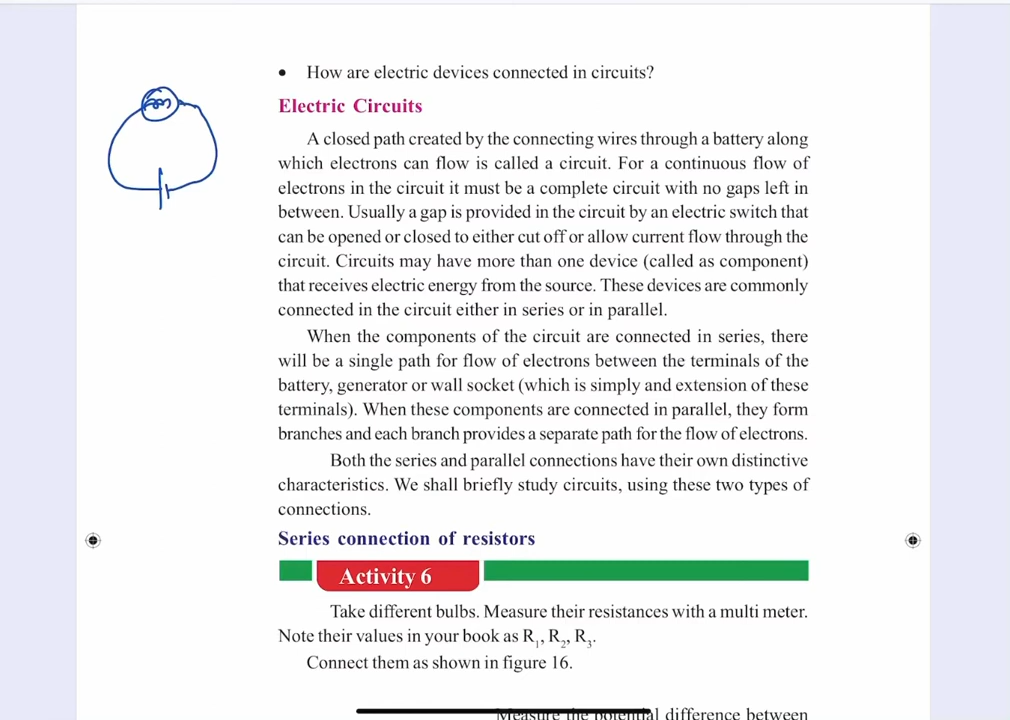 • How are electric devices connected in circuits?
Electric Circuits
A closed path created by the connecting wires through a battery along
which electrons can flow is called a circuit. For a continuous flow of
electrons in the circuit it must be a complete circuit with no gaps left in
between. Usually a gap is provided in the circuit by an electric switch that
can be opened or closed to either cut off or allow current flow through the
circuit. Circuits may have more than one device (called as component)
that receives electric energy from the source. These devices are commonly
connected in the circuit either in series or in parallel.
When the components of the circuit are connected in series, there
will be a single path for flow of electrons between the terminals of the
battery, generator or wall socket (which is simply and extension of these
terminals). When these components are connected in parallel, they form
branches and each branch provides a separate path for the flow of electrons.
Both the series and parallel connections have their own distinctive
characteristics. We shall briefly study circuits, using these two types of
connections.
Series connection of resistors
Activity 6
Take different bulbs. Measure their resistances with a multi meter.
Note their values in your book as R₁, R₂, R₃.
Connect them as shown in figure 16.
Measure the potential difference between